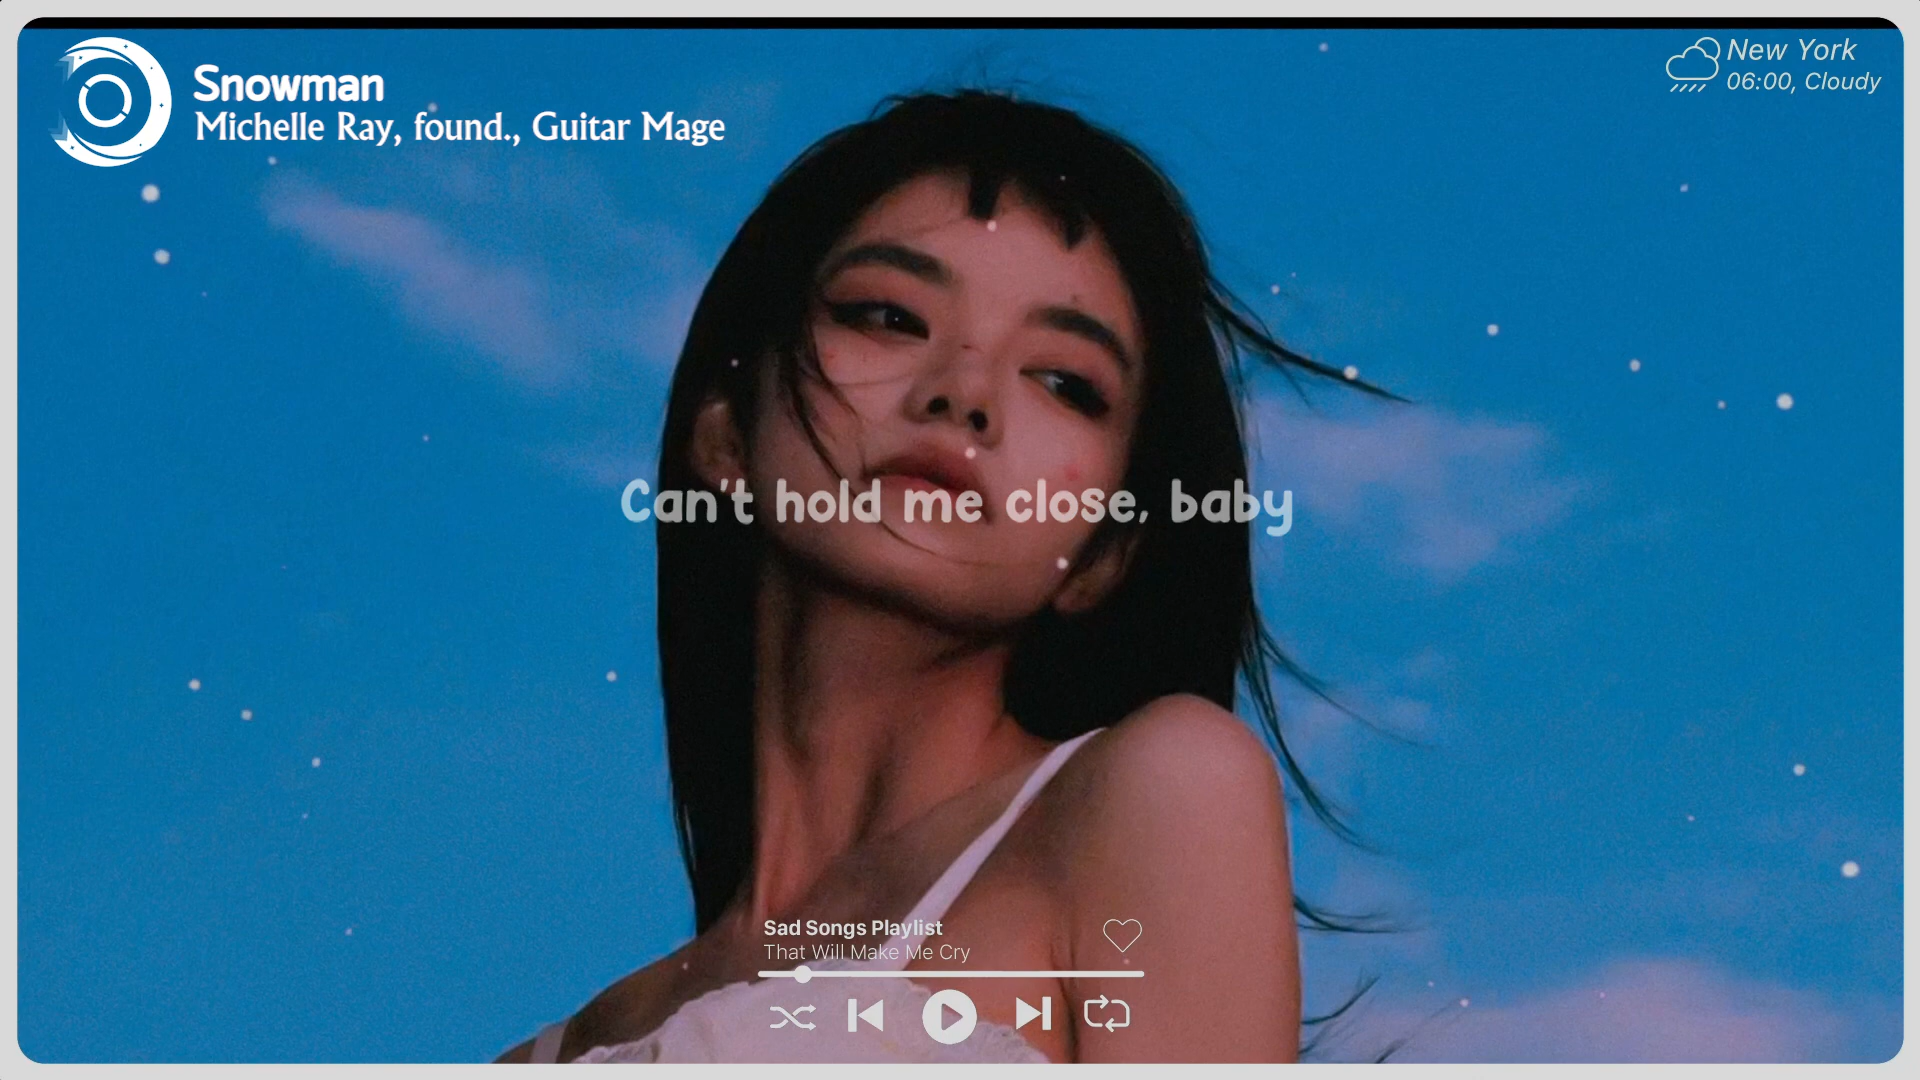 Snowman
Michelle Ray, found., Guitar Mage
New York
06:00, Cloudy
Can't hold me close, baby
Sad Songs Playlist
That Will Make Me Cry